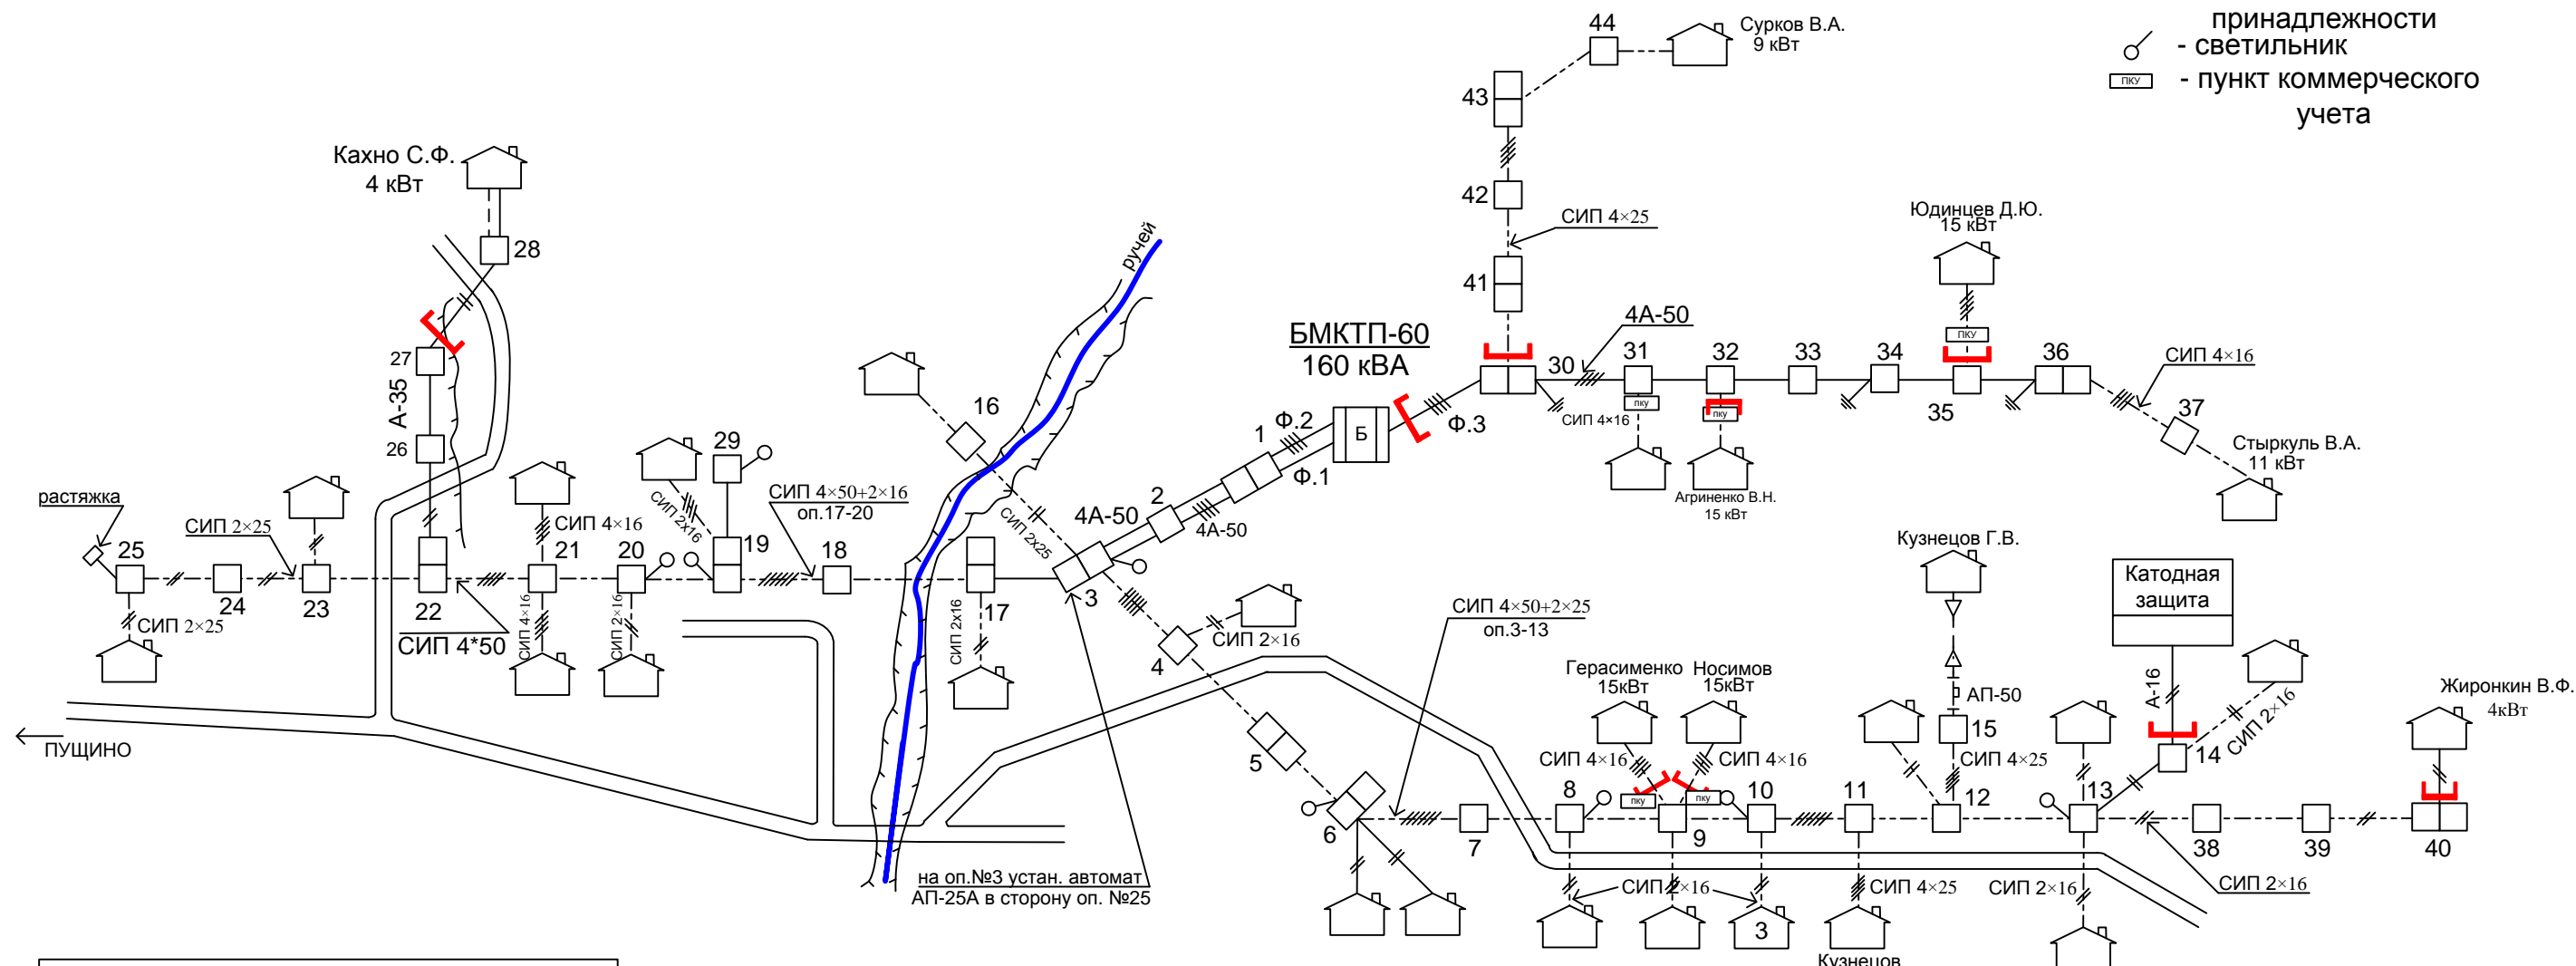 принадлежности
- светильник
ПКУ
- пункт коммерческого
учета
44
Сурков В.А.
9 кВт
43
42
СИП 4×25
41
Кахно С.Ф.
4 кВт
28
27
А-35
26
ручей
БМКТП-60
160 кВА
Б
Ф.2
Ф.1
Ф.3
1
2
4А-50
4А-50
3
16
СИП 2х25
30
4А-50
31
пку
СИП 4×16
32
пку
Агриненко В.Н.
15 кВт
33
34
Юдинцев Д.Ю.
15 кВт
ПКУ
35
36
СИП 4×16
37
Стыркуль В.А.
11 кВт
растяжка
25
СИП 2×25
24
СИП 2×25
23
22
СИП 4*50
21
СИП 4×16
СИП 4×16
20
СИП 2×16
29
СИП 2х16
19
СИП 4×50+2×16
оп.17-20
18
17
СИП 2х16
4
СИП 2×16
5
6
СИП 4×50+2×25
оп.3-13
7
на оп.№3 устан. автомат
АП-25А в сторону оп. №25
ПУЩИНО
Герасименко
15кВт
Носимов
15кВт
СИП 4×16
СИП 4×16
8
пку
пку
9
10
11
СИП 2×16
3
СИП 4×25
Кузнецов
Кузнецов Г.В.
АП-50
15
СИП 4×25
12
Катодная
защита
А-16
14
СИП 2×16
13
СИП 2×16
38
39
СИП 2×16
Жиронкин В.Ф.
4кВт
40